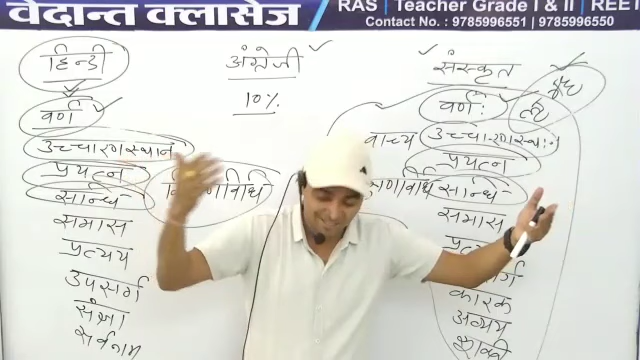 वेदान्त क्लासेज
RAS | Teacher Grade I & II | REET
Contact No. : 9785996551 | 9785996550
हिन्दी
वर्ण
उच्चारणस्थान
प्रयत्न
सन्धि
समास
प्रत्यय
उपसर्ग
संज्ञा
सर्वनाम
अंग्रेजी
10%
वाच्य
संस्कृत
वर्णः
उच्चारणस्थान
प्रयत्न
सन्धि
समास
कारक
अव्यय